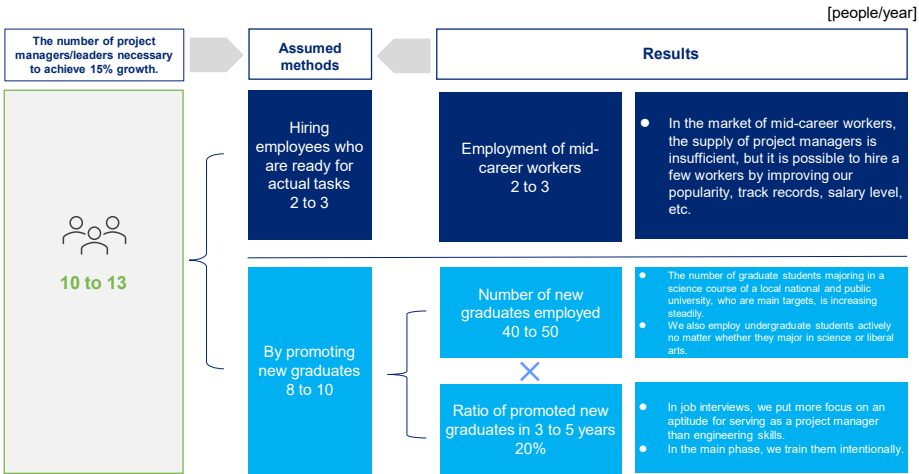 [people/year]
The number of project
managers/leaders necessary
to achieve 15% growth.
Assumed
methods
Results
10 to 13
Hiring
employees who
are ready for
actual tasks
2 to 3
Employment of mid-
career workers
2 to 3
● In the market of mid-career workers,
the supply of project managers is
insufficient, but it is possible to hire a
few workers by improving our
popularity, track records, salary level,
etc.
By promoting
new graduates
8 to 10
Number of new
graduates employed
40 to 50
● The number of graduate students majoring in a
science course of a local national and public
university, who are main targets, is increasing
steadily.
● We also employ undergraduate students actively
no matter whether they major in science or liberal
arts.
×
Ratio of promoted new
graduates in 3 to 5 years
20%
● In job interviews, we put more focus on an
aptitude for serving as a project manager
than engineering skills.
● In the main phase, we train them intentionally.